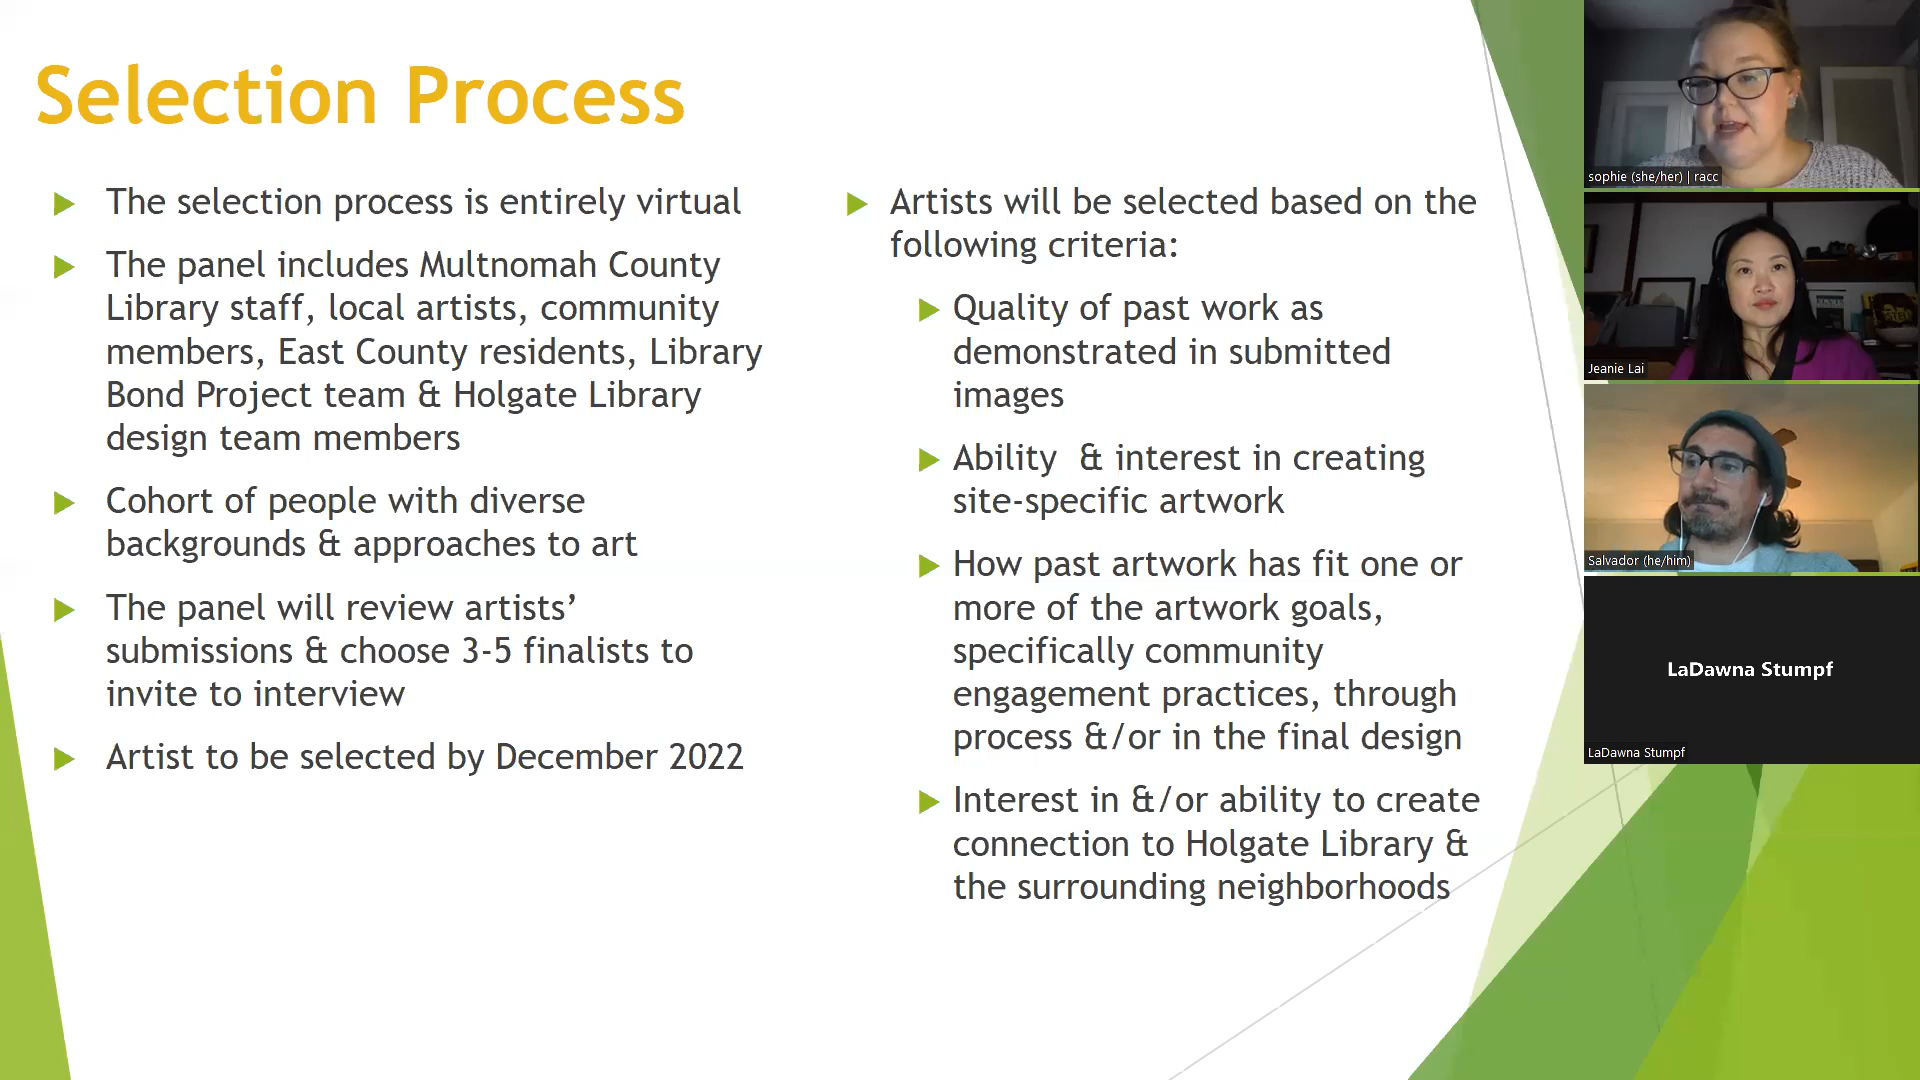 Selection Process
The selection process is entirely virtual
The panel includes Multnomah County
Library staff, local artists, community
members, East County residents, Library
Bond Project team & Holgate Library
design team members
Cohort of people with diverse
backgrounds & approaches to art
The panel will review artists’
submissions & choose 3-5 finalists to
invite to interview
Artist to be selected by December 2022
Artists will be selected based on the
following criteria:
Quality of past work as
demonstrated in submitted
images
Ability  & interest in creating
site-specific artwork
How past artwork has fit one or
more of the artwork goals,
specifically community
engagement practices, through
process &/or in the final design
Interest in &/or ability to create
connection to Holgate Library &
the surrounding neighborhoods
sophie (she/her) | racc
Jeanie Lai
Salvador (he/him)
LaDawna Stumpf
LaDawna Stumpf